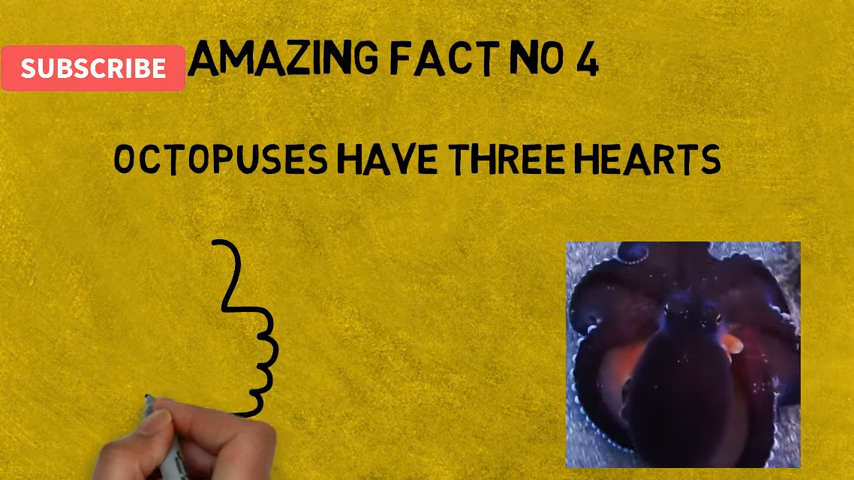 AMAZING FACT NO 4
SUBSCRIBE
OCTOPUSES HAVE THREE HEARTS